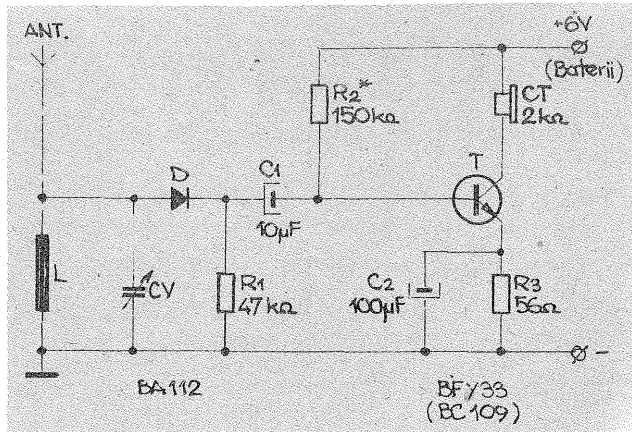 ANT.
+6V
(Baterii)
R2*
150kΩ
CT
2kΩ
D
C1
10µF
T
L
CV
R1
47kΩ
C2
100µF
R3
56Ω
-
BA112
BFY33
(BC109)